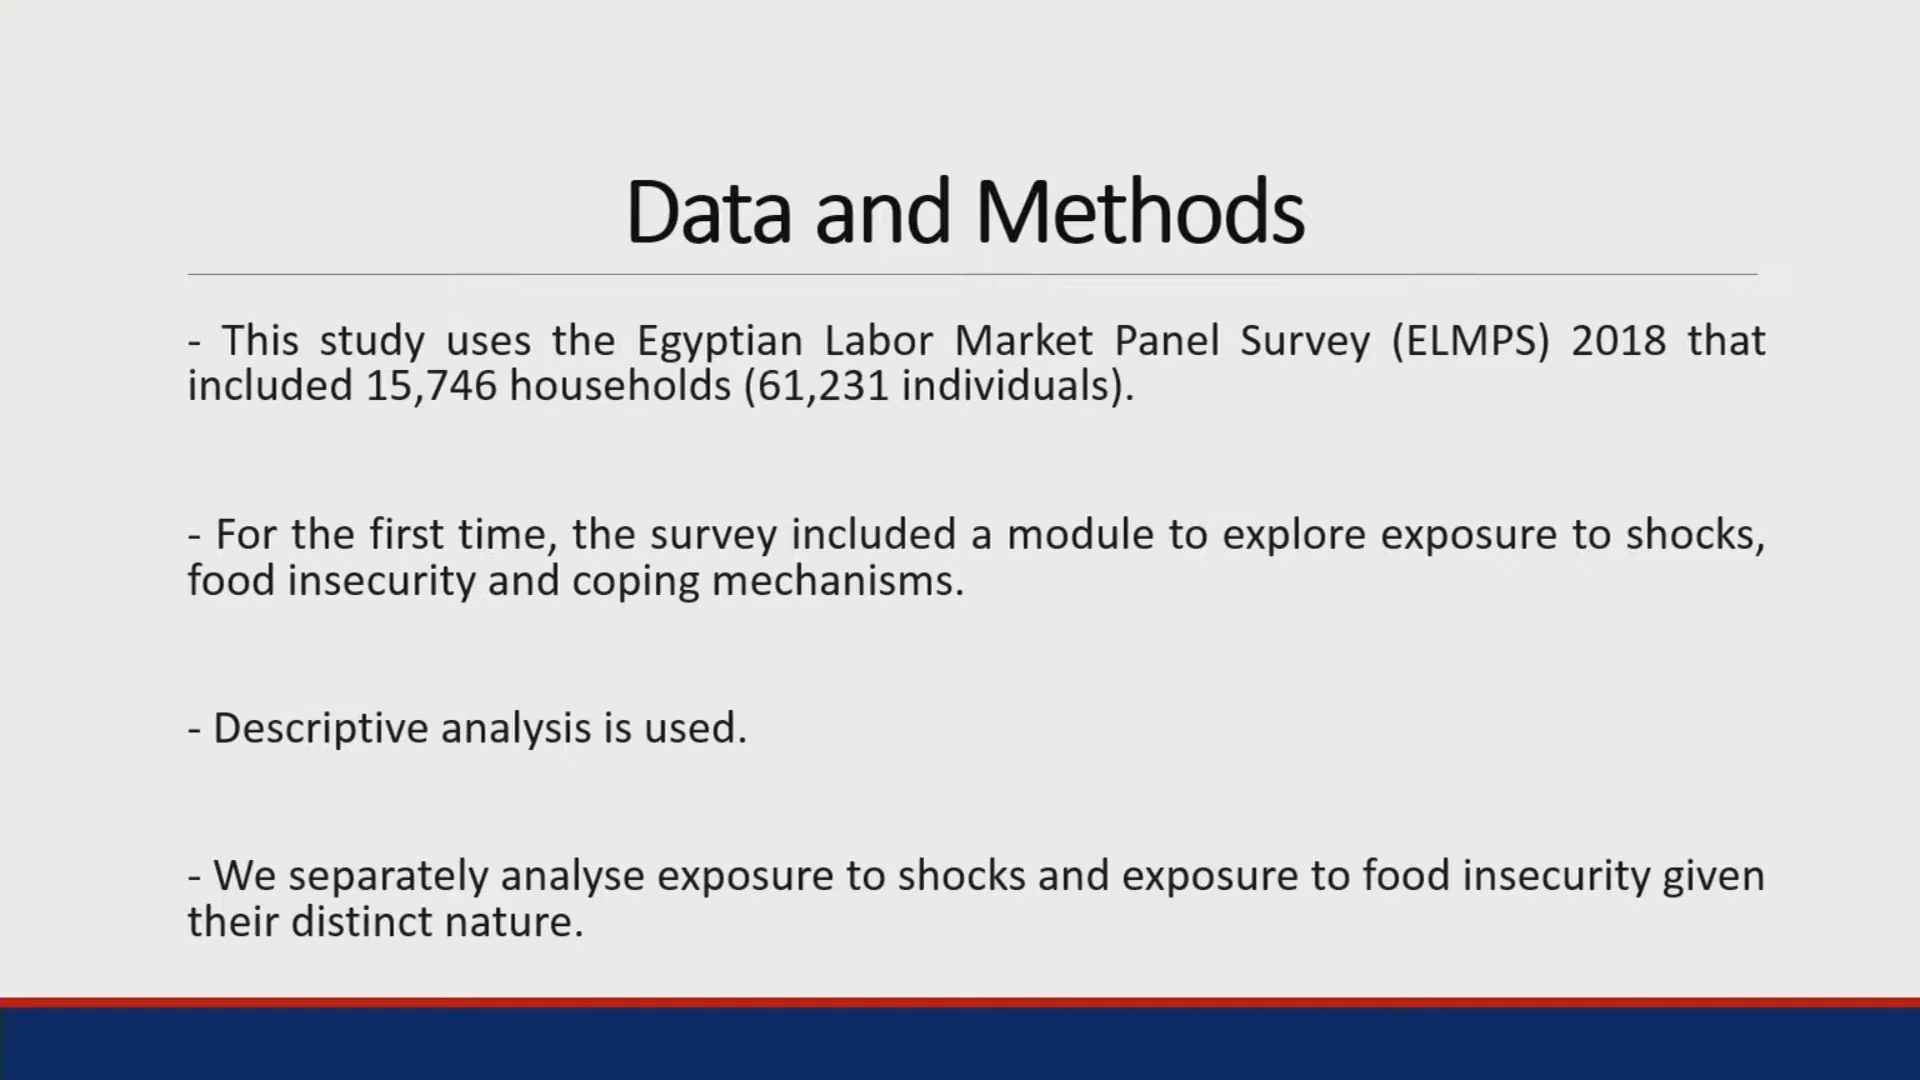 Data and Methods
- This study uses the Egyptian Labor Market Panel Survey (ELMPS) 2018 that
included 15,746 households (61,231 individuals).
- For the first time, the survey included a module to explore exposure to shocks,
food insecurity and coping mechanisms.
- Descriptive analysis is used.
- We separately analyse exposure to shocks and exposure to food insecurity given
their distinct nature.